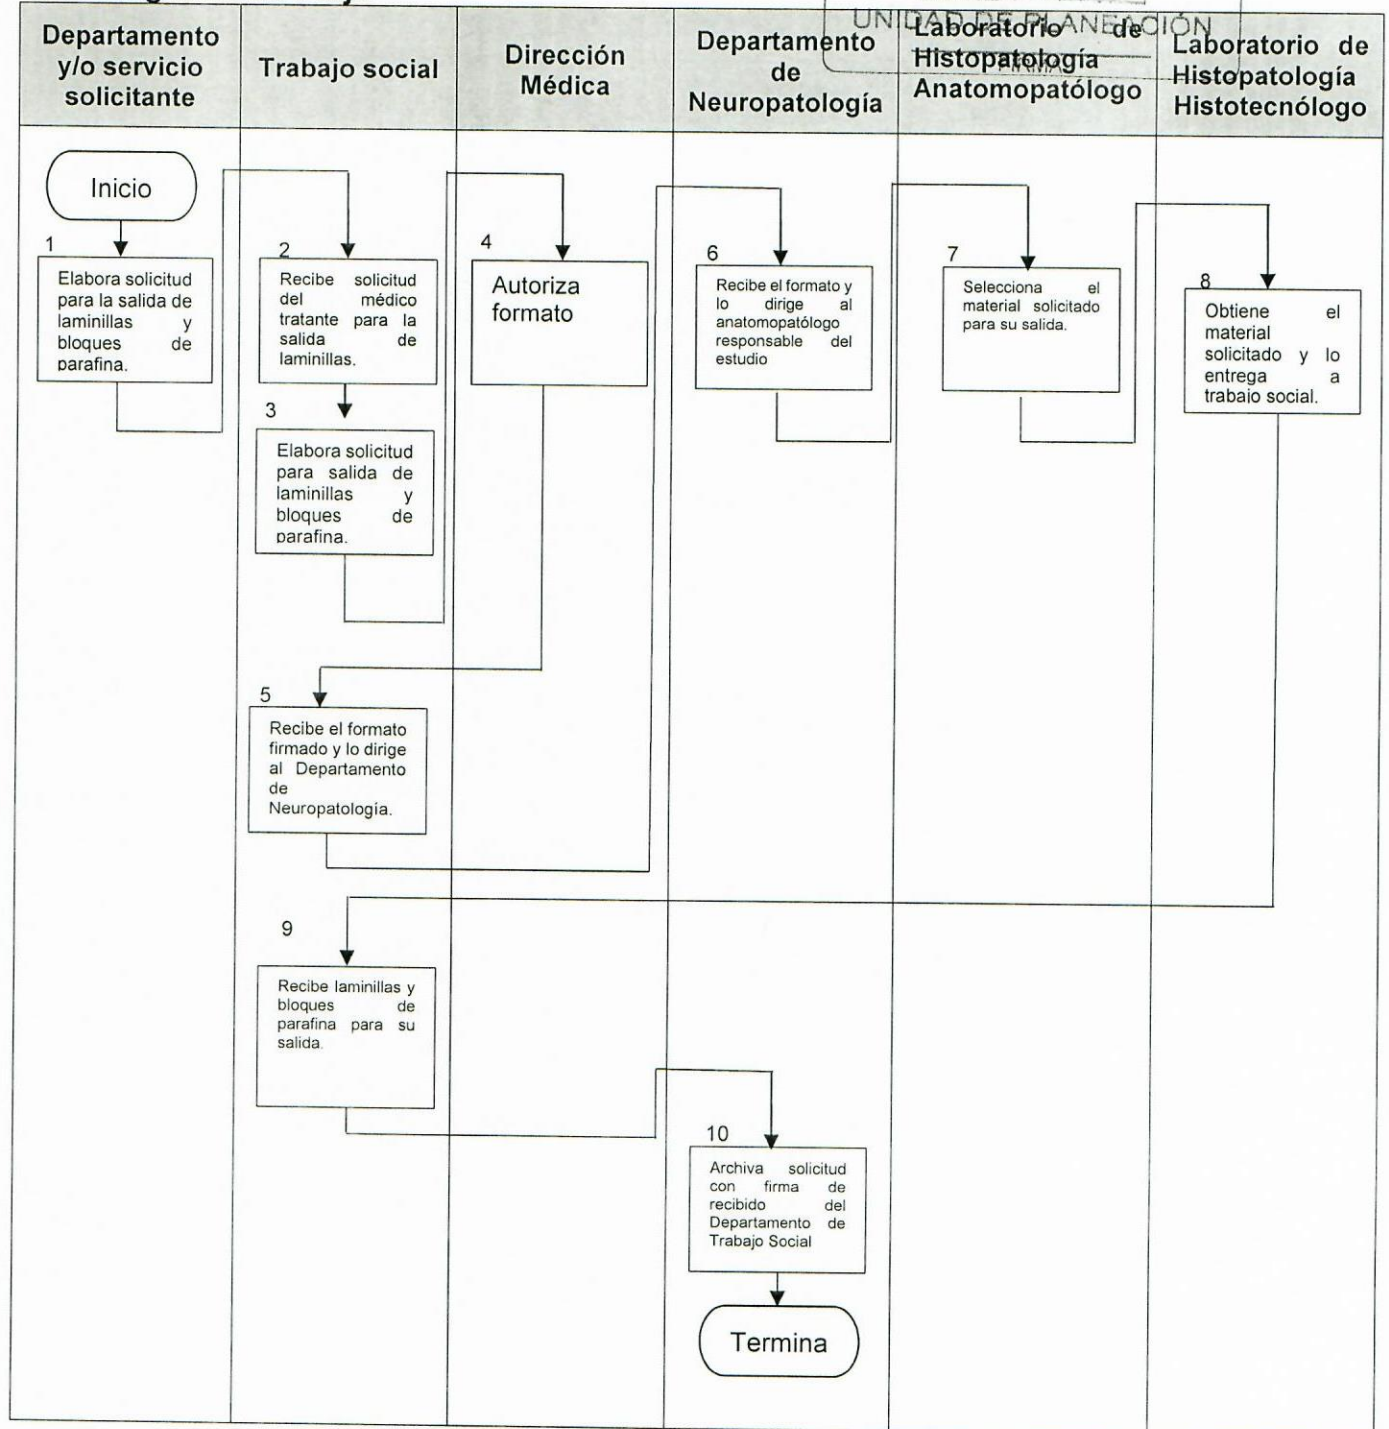 UNIDAD DE PLANEACIÓN
FIRMA
Departamento
y/o servicio
solicitante
Trabajo social
Dirección
Médica
Departamento
de
Neuropatología
Laboratorio de
Histopatología
Anatomopatólogo
Laboratorio de
Histopatología
Histotecnólogo
Inicio
1
Elabora solicitud
para la salida de
laminillas y
bloques de
parafina.
2
Recibe solicitud
del médico
tratante para la
salida de
laminillas.
3
Elabora solicitud
para salida de
laminillas y
bloques de
parafina.
4
Autoriza
formato
5
Recibe el formato
firmado y lo dirige
al Departamento
de
Neuropatología.
6
Recibe el formato y
lo dirige al
anatomopatólogo
responsable del
estudio
7
Selecciona el
material solicitado
para su salida.
8
Obtiene el
material
solicitado y lo
entrega a
trabajo social.
9
Recibe laminillas y
bloques de
parafina para su
salida.
10
Archiva solicitud
con firma de
recibido del
Departamento de
Trabajo Social
Termina